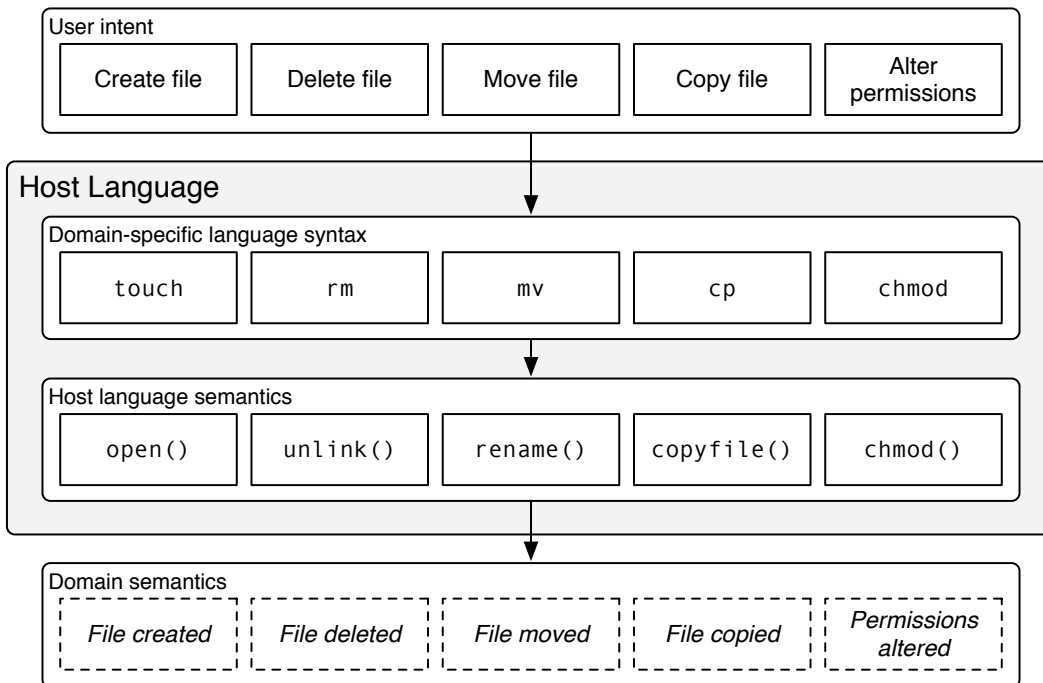 User intent
Create file
Delete file
Move file
Copy file
Alter
permissions
Host Language
Domain-specific language syntax
touch
rm
mv
cp
chmod
Host language semantics
open()
unlink()
rename()
copyfile()
chmod()
Domain semantics
File created
File deleted
File moved
File copied
Permissions
altered